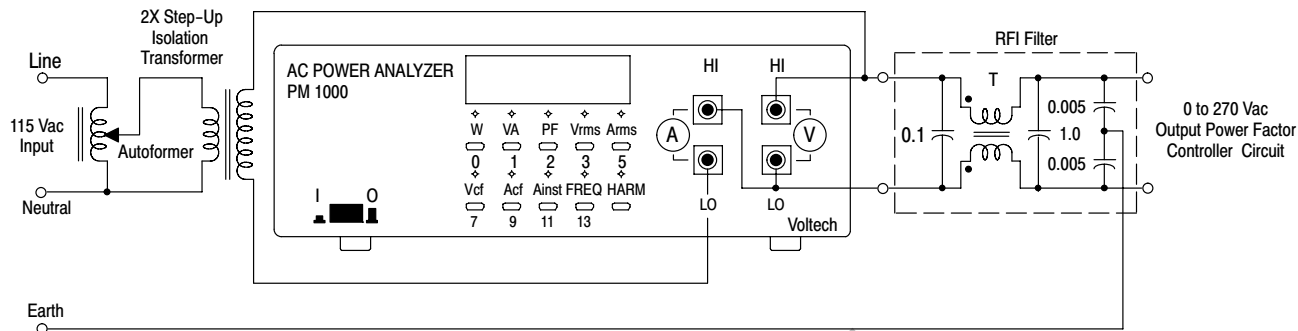 2X Step-Up
Isolation
Transformer
Line
115 Vac
Input
Autoformer
Neutral
Earth
AC POWER ANALYZER
PM 1000
W VA PF Vrms Arms
0 1 2 3 5
Vcf Acf Ainst FREQ HARM
7 9 11 13
I O
HI HI
A V
LO LO
Voltech
RFI Filter
T
0.1
1.0
0.005
0.005
0 to 270 Vac
Output Power Factor
Controller Circuit